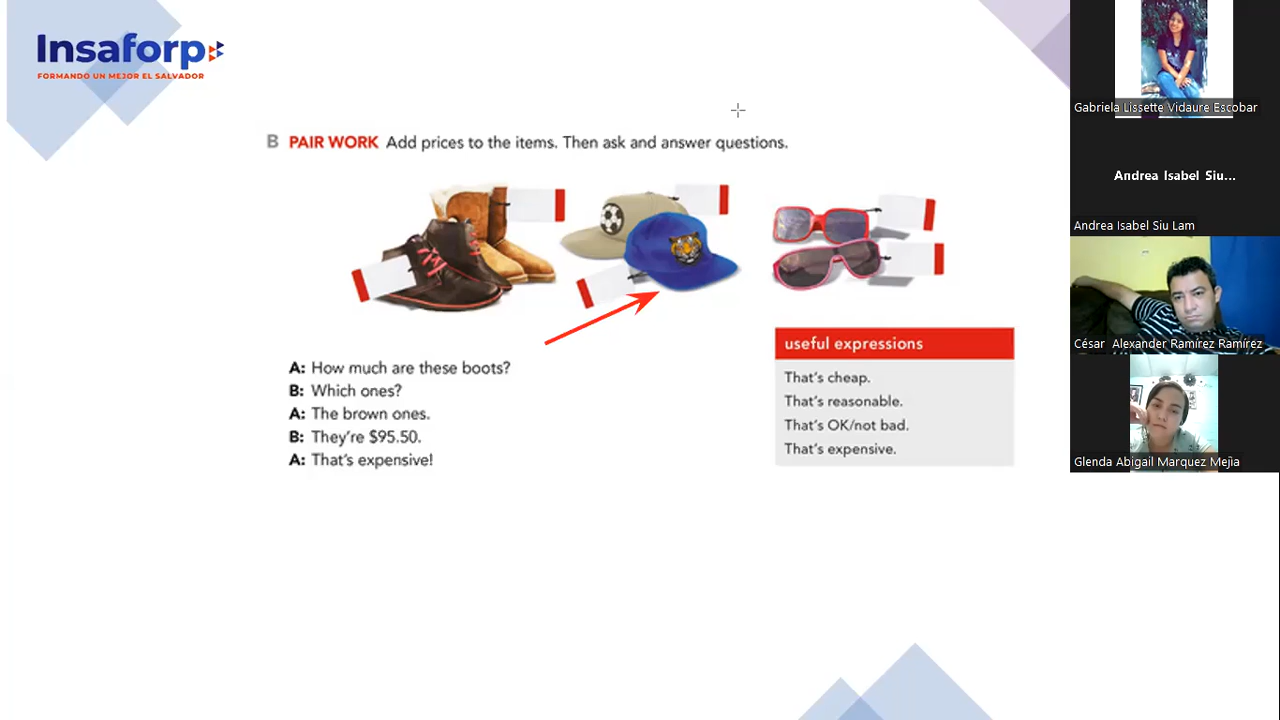 Insaforp
FORMANDO UN MEJOR EL SALVADOR
B PAIR WORK Add prices to the items. Then ask and answer questions.
A: How much are these boots?
B: Which ones?
A: The brown ones.
B: They're $95.50.
A: That's expensive!
useful expressions
That's cheap.
That's reasonable.
That's OK/not bad.
That's expensive.
Gabriela Lissette Vidaure Escobar
Andrea Isabel Siu...
Andrea Isabel Siu Lam
César Alexander Ramírez Ramírez
Glenda Abigail Marquez Mejìa